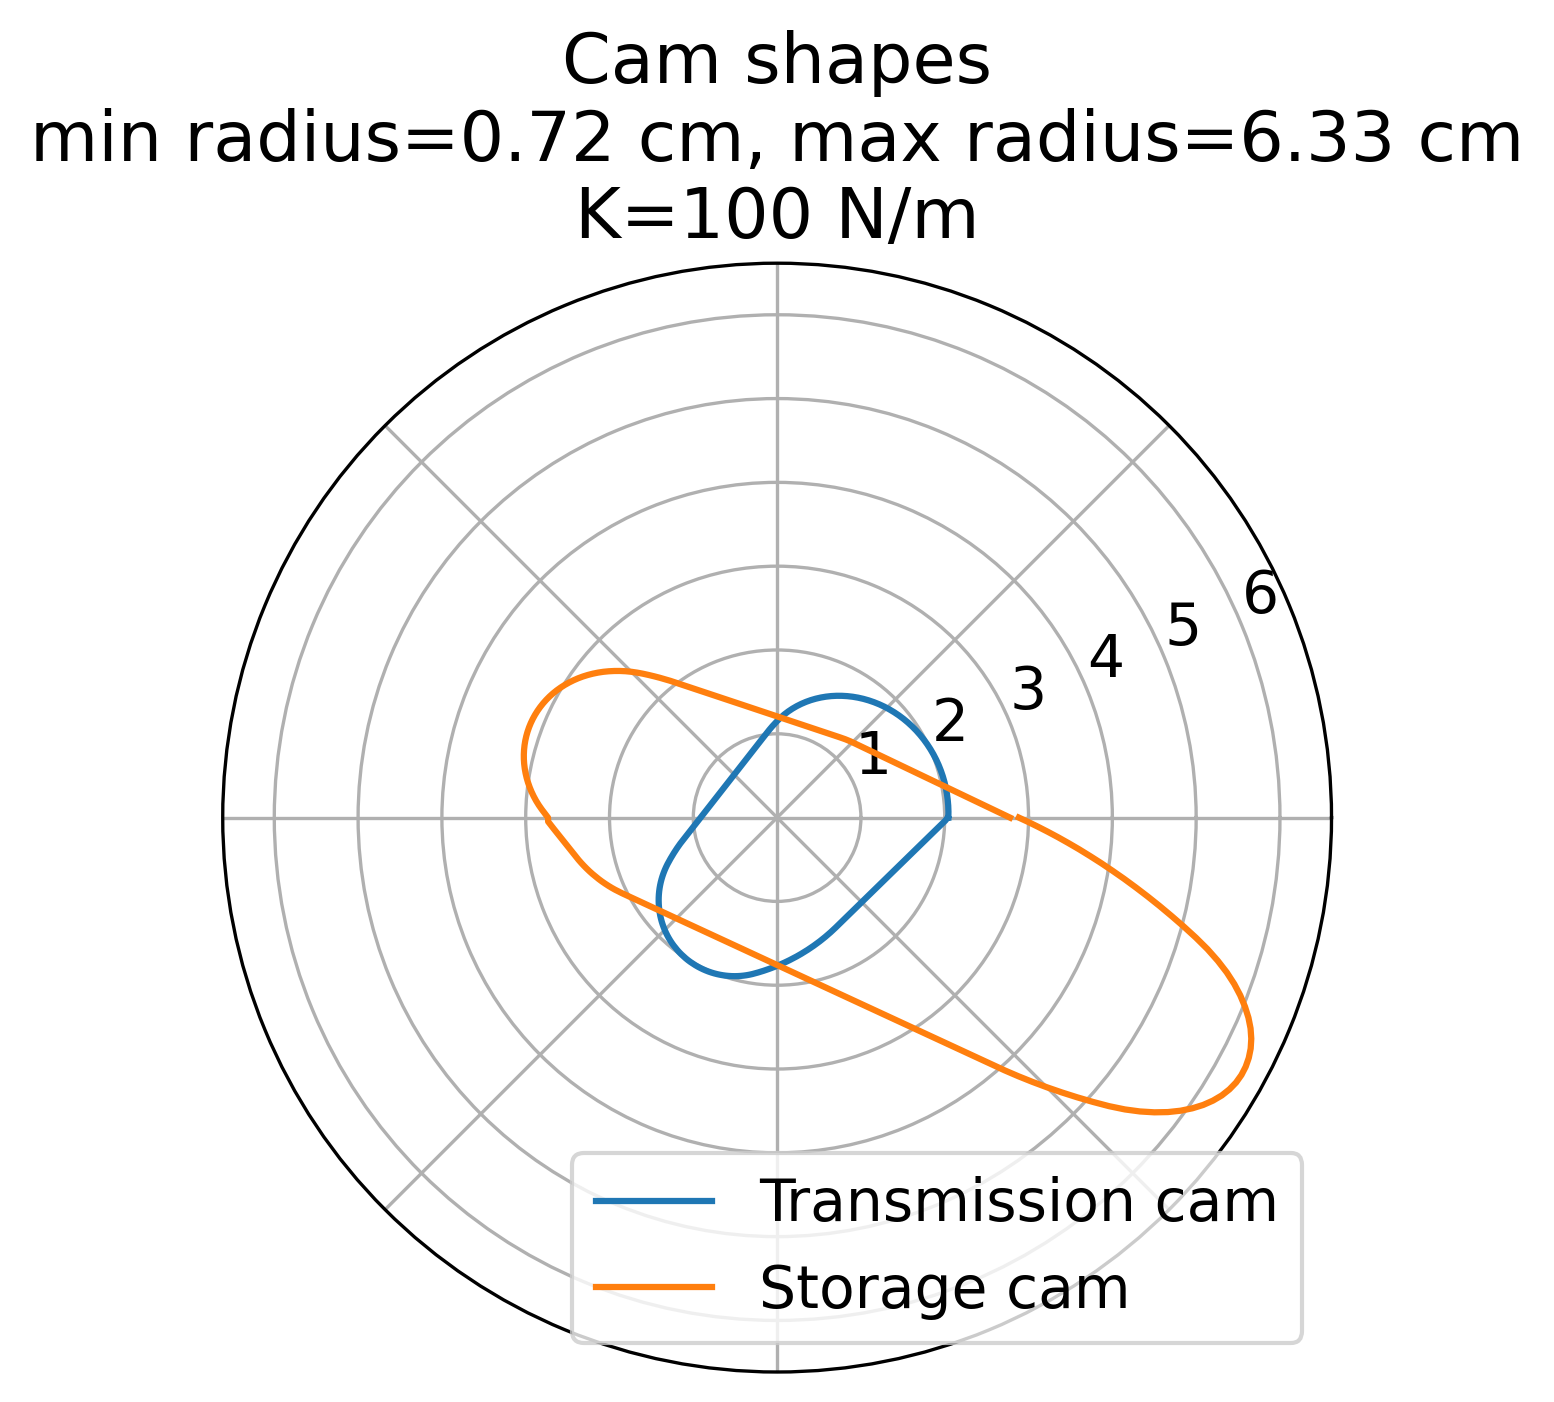 Cam shapes
min radius=0.72 cm, max radius=6.33 cm
K=100 N/m
6
5
4
3
2
1
Transmission cam
Storage cam